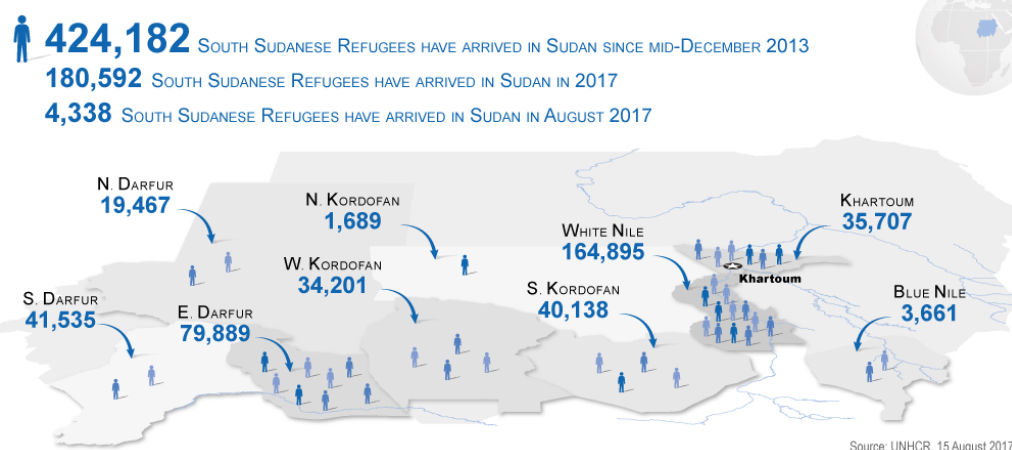 424,182 South Sudanese Refugees have arrived in Sudan since mid-December 2013
180,592 South Sudanese Refugees have arrived in Sudan in 2017
4,338 South Sudanese Refugees have arrived in Sudan in August 2017
N. Darfur
19,467
N. Kordofan
1,689
Khartoum
35,707
White Nile
164,895
W. Kordofan
34,201
Khartoum
S. Kordofan
40,138
Blue Nile
3,661
S. Darfur
41,535
E. Darfur
79,889
Source: UNHCR, 15 August 2017